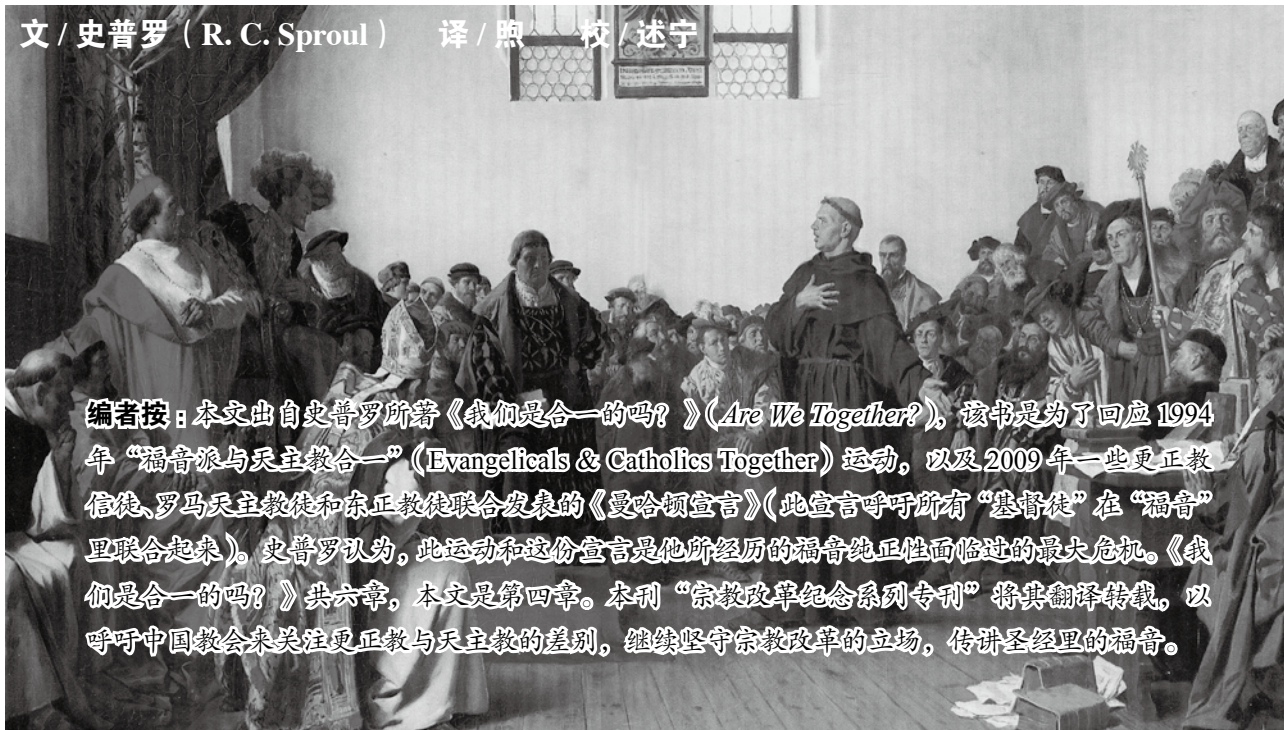 文 / 史普罗（R. C. Sproul） 译 / 煦 校 / 述宁
编者按：本文出自史普罗所著《我们是合一的吗？》（Are We Together?），该书是为了回应 1994
年“福音派与天主教合一”（Evangelicals & Catholics Together）运动，以及 2009 年一些更正教
信徒、罗马天主教徒和东正教徒联合发表的《曼哈顿宣言》（此宣言呼吁所有“基督徒”在“福音”
里联合起来）。史普罗认为，此运动和这份宣言是他所经历的福音纯正性面临过的最大危机。《我
们是合一的吗？》共六章，本文是第四章。本刊“宗教改革纪念系列专刊”将其翻译转载，以
呼吁中国教会来关注更正教与天主教的差别，继续坚守宗教改革的立场，传讲圣经里的福音。